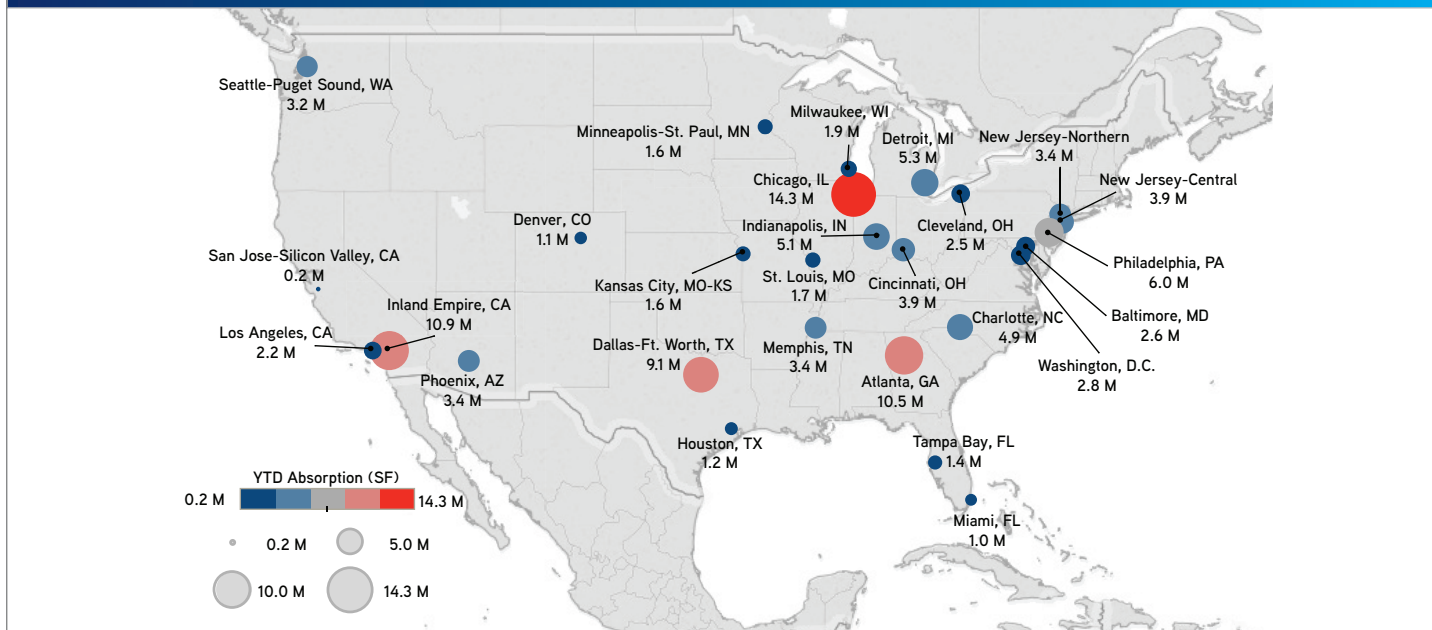 Seattle-Puget Sound, WA
3.2 M
Minneapolis-St. Paul, MN
1.6 M
Milwaukee, WI
1.9 M
Detroit, MI
5.3 M
New Jersey-Northern
3.4 M
New Jersey-Central
3.9 M
Chicago, IL
14.3 M
Denver, CO
1.1 M
Indianapolis, IN
5.1 M
Cleveland, OH
2.5 M
San Jose-Silicon Valley, CA
0.2 M
Kansas City, MO-KS
1.6 M
St. Louis, MO
1.7 M
Cincinnati, OH
3.9 M
Philadelphia, PA
6.0 M
Inland Empire, CA
10.9 M
Los Angeles, CA
2.2 M
Dallas-Ft. Worth, TX
9.1 M
Memphis, TN
3.4 M
Charlotte, NC
4.9 M
Baltimore, MD
2.6 M
Washington, D.C.
2.8 M
Phoenix, AZ
3.4 M
Atlanta, GA
10.5 M
Houston, TX
1.2 M
Tampa Bay, FL
1.4 M
Miami, FL
1.0 M
YTD Absorption (SF)
0.2 M 14.3 M
0.2 M 5.0 M
10.0 M 14.3 M